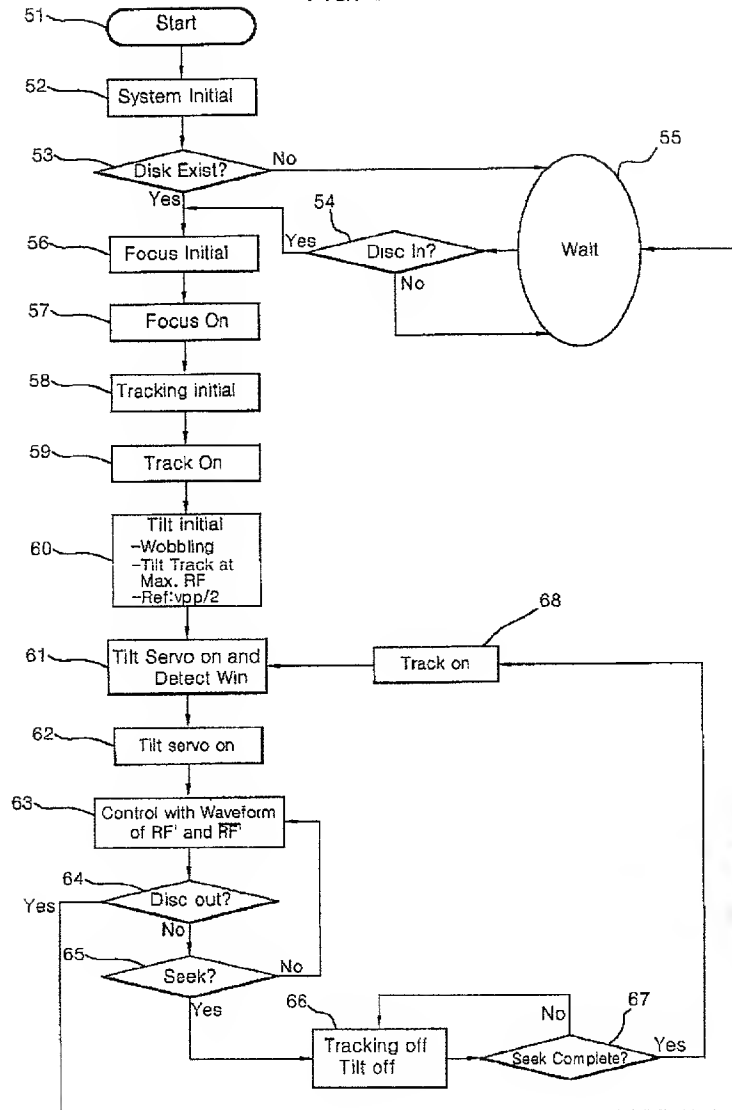 51
Start
52
System Initial
53
Disk Exist?
No
55
Yes
54
Yes
Disc In?
Wait
56
Focus Initial
No
57
Focus On
58
Tracking initial
59
Track On
60
Tilt initial
-Wobbling
-Tilt Track at
Max. RF
-Ref:vpp/2
68
61
Tilt Servo on and
Detect Win
Track on
62
Tilt servo on
63
Control with Waveform
of RF' and R̅F̅'
64
Disc out?
Yes
No
65
Seek?
No
Yes
66
No
67
Tracking off
Tilt off
Seek Complete?
Yes